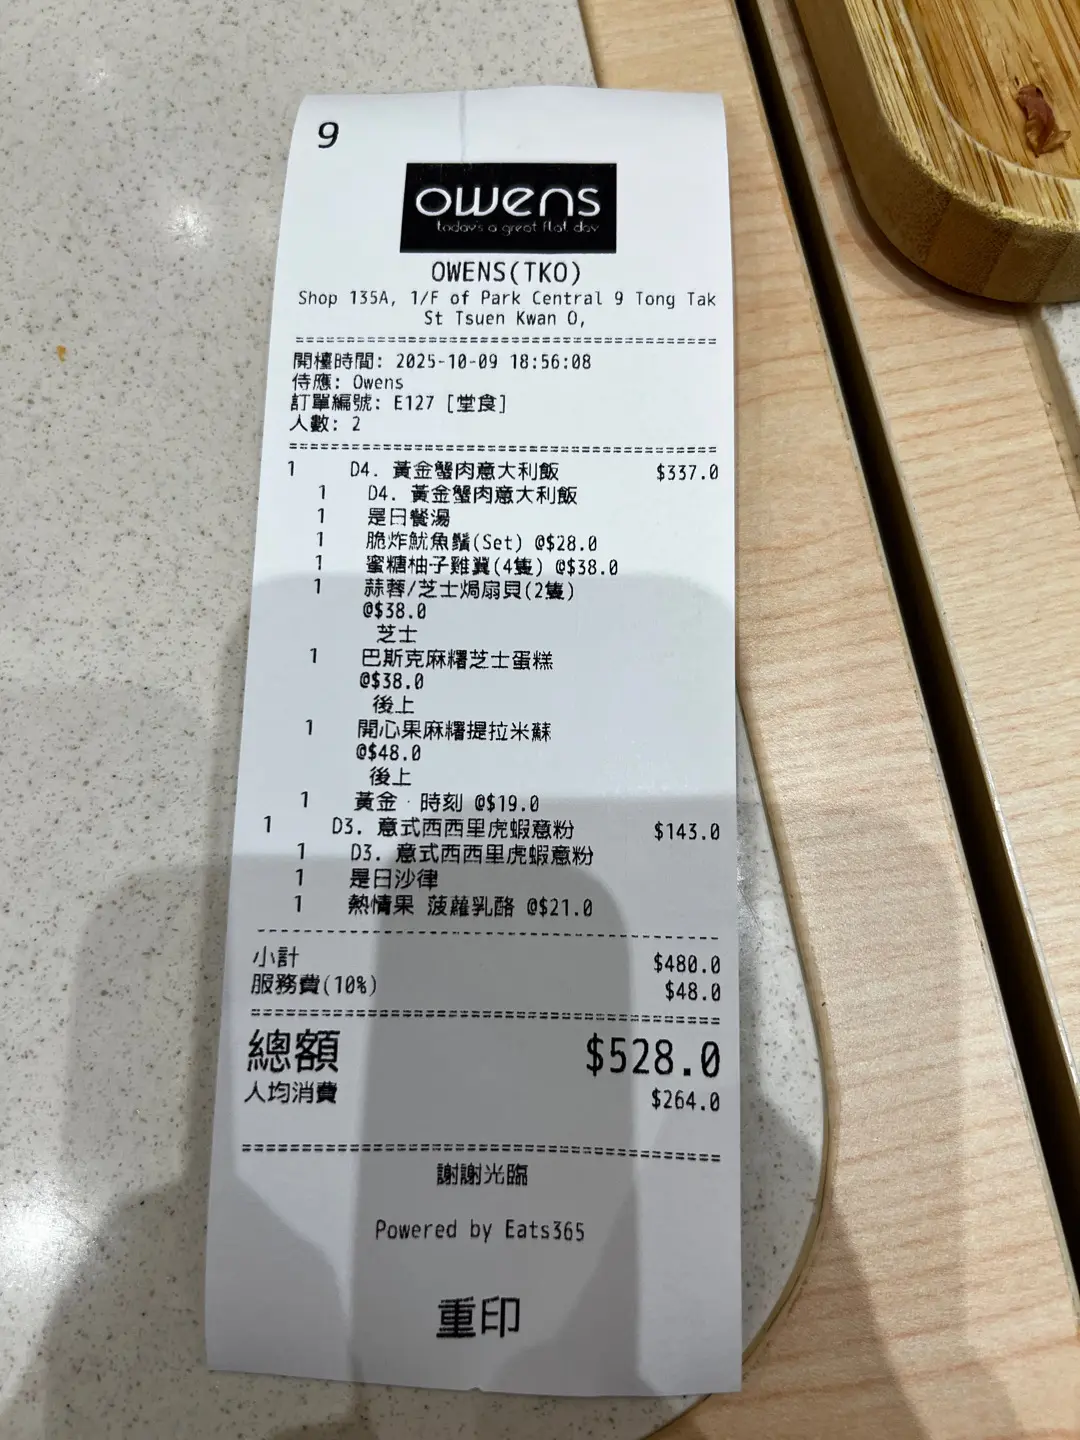 9
owens
today's a great flat day
OWENS(TKO)
Shop 135A, 1/F of Park Central 9 Tong Tak
St Tsuen Kwan O,
開檯時間: 2025-10-09 18:56:08
侍應: Owens
訂單編號: E127 [堂食]
人數: 2
1 D4. 黃金蟹肉意大利飯 $337.0
1 D4. 黃金蟹肉意大利飯
1 是日餐湯
1 脆炸魷魚鬚(Set) @$28.0
1 蜜糖柚子雞翼(4隻) @$38.0
1 蒜蓉/芝士焗扇貝(2隻)
@$38.0
芝士
1 巴斯克麻糬芝士蛋糕
@$38.0
後上
1 開心果麻糬提拉米蘇
@$48.0
後上
1 黃金·時刻 @$19.0
1 D3. 意式西西里虎蝦意粉 $143.0
1 D3. 意式西西里虎蝦意粉
1 是日沙律
1 熱情果 菠蘿乳酪 @$21.0
小計 $480.0
服務費(10%) $48.0
總額 $528.0
人均消費 $264.0
謝謝光臨
Powered by Eats365
重印